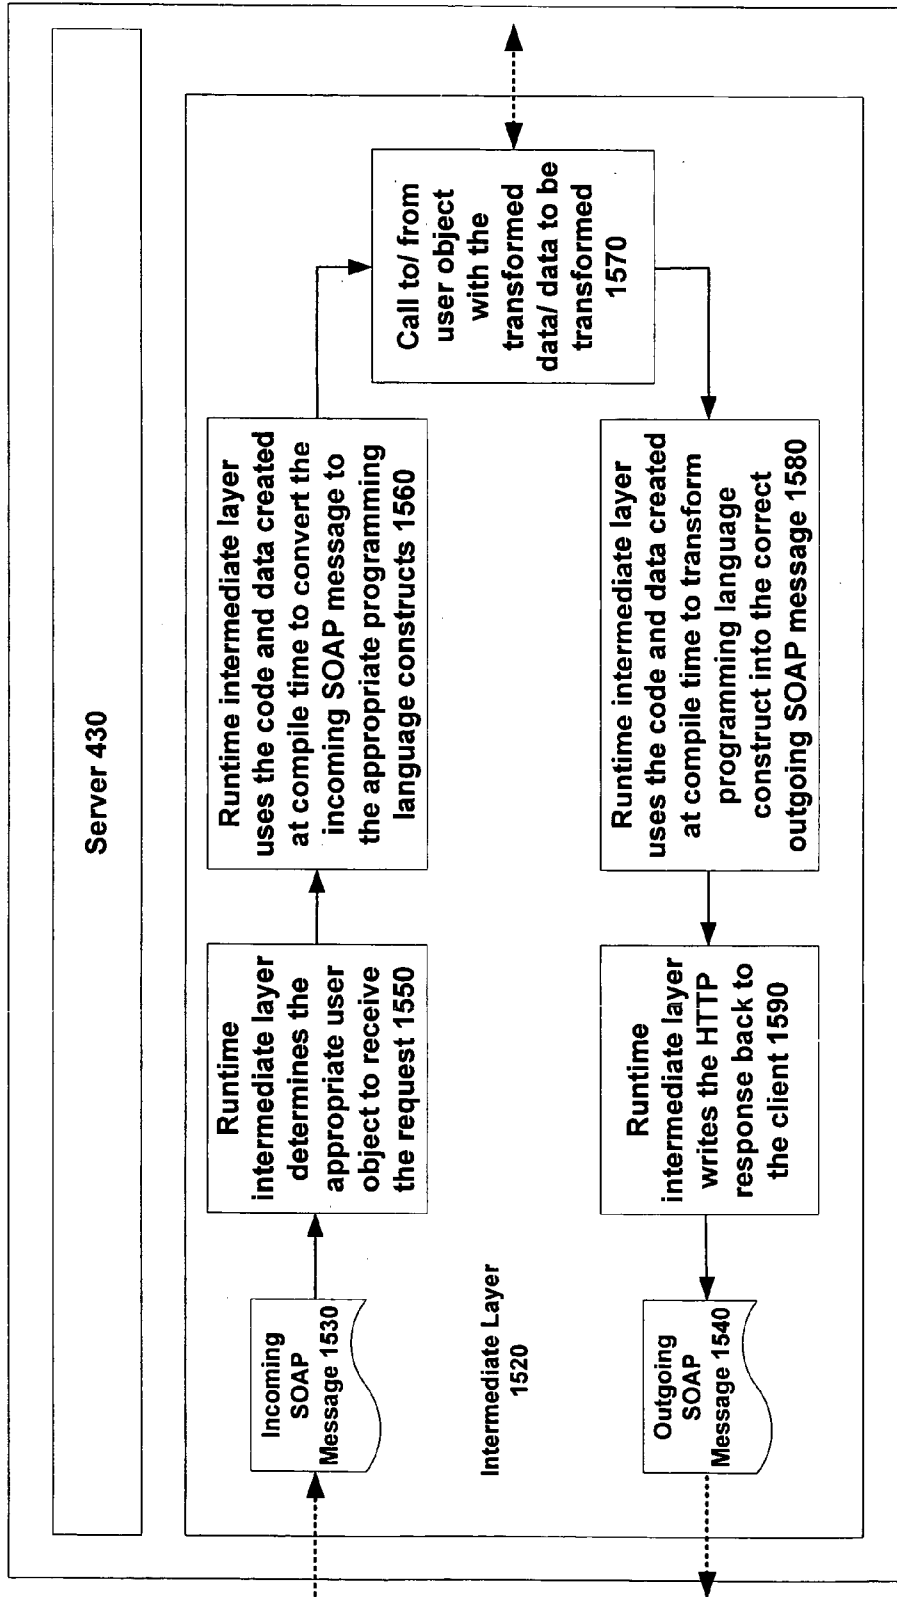 Server 430
Incoming
SOAP
Message 1530
Runtime
intermediate layer
determines the
appropriate user
object to receive
the request 1550
Runtime intermediate layer
uses the code and data created
at compile time to convert the
incoming SOAP message to
the appropriate programming
language constructs 1560
Call to/ from
user object
with the
transformed
data/ data to be
transformed
1570
Intermediate Layer
1520
Outgoing
SOAP
Message 1540
Runtime
intermediate layer
writes the HTTP
response back to
the client 1590
Runtime intermediate layer
uses the code and data created
at compile time to transform
programming language
construct into the correct
outgoing SOAP message 1580